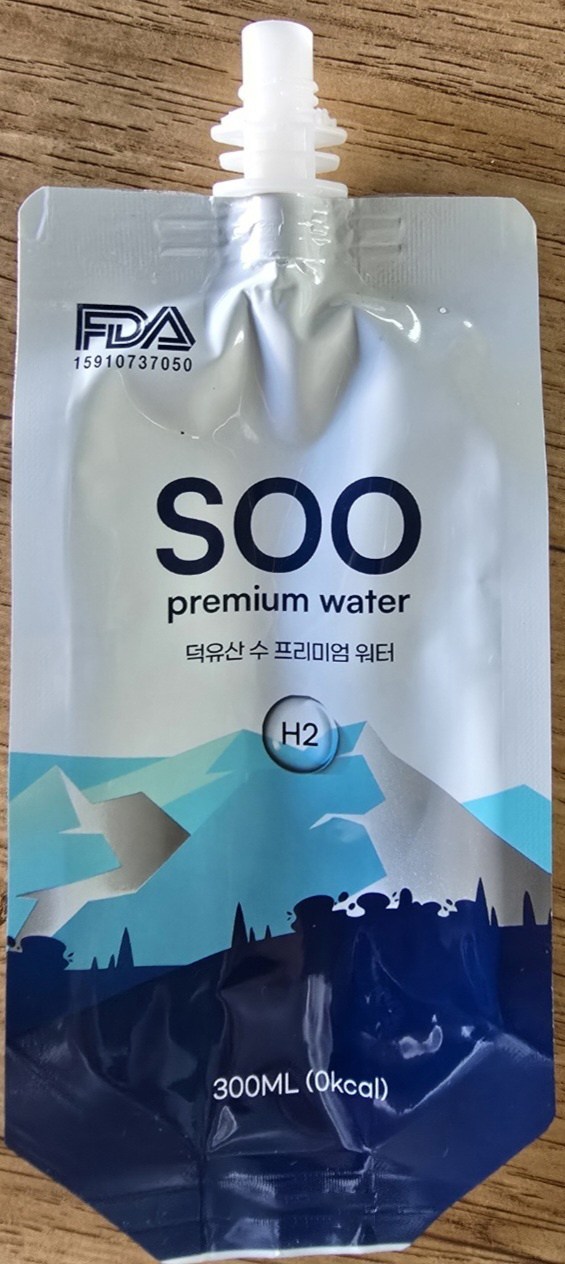 FDA
15910737050
SOO
premium water
덕유산 수 프리미엄 워터
H2
300ML (0kcal)